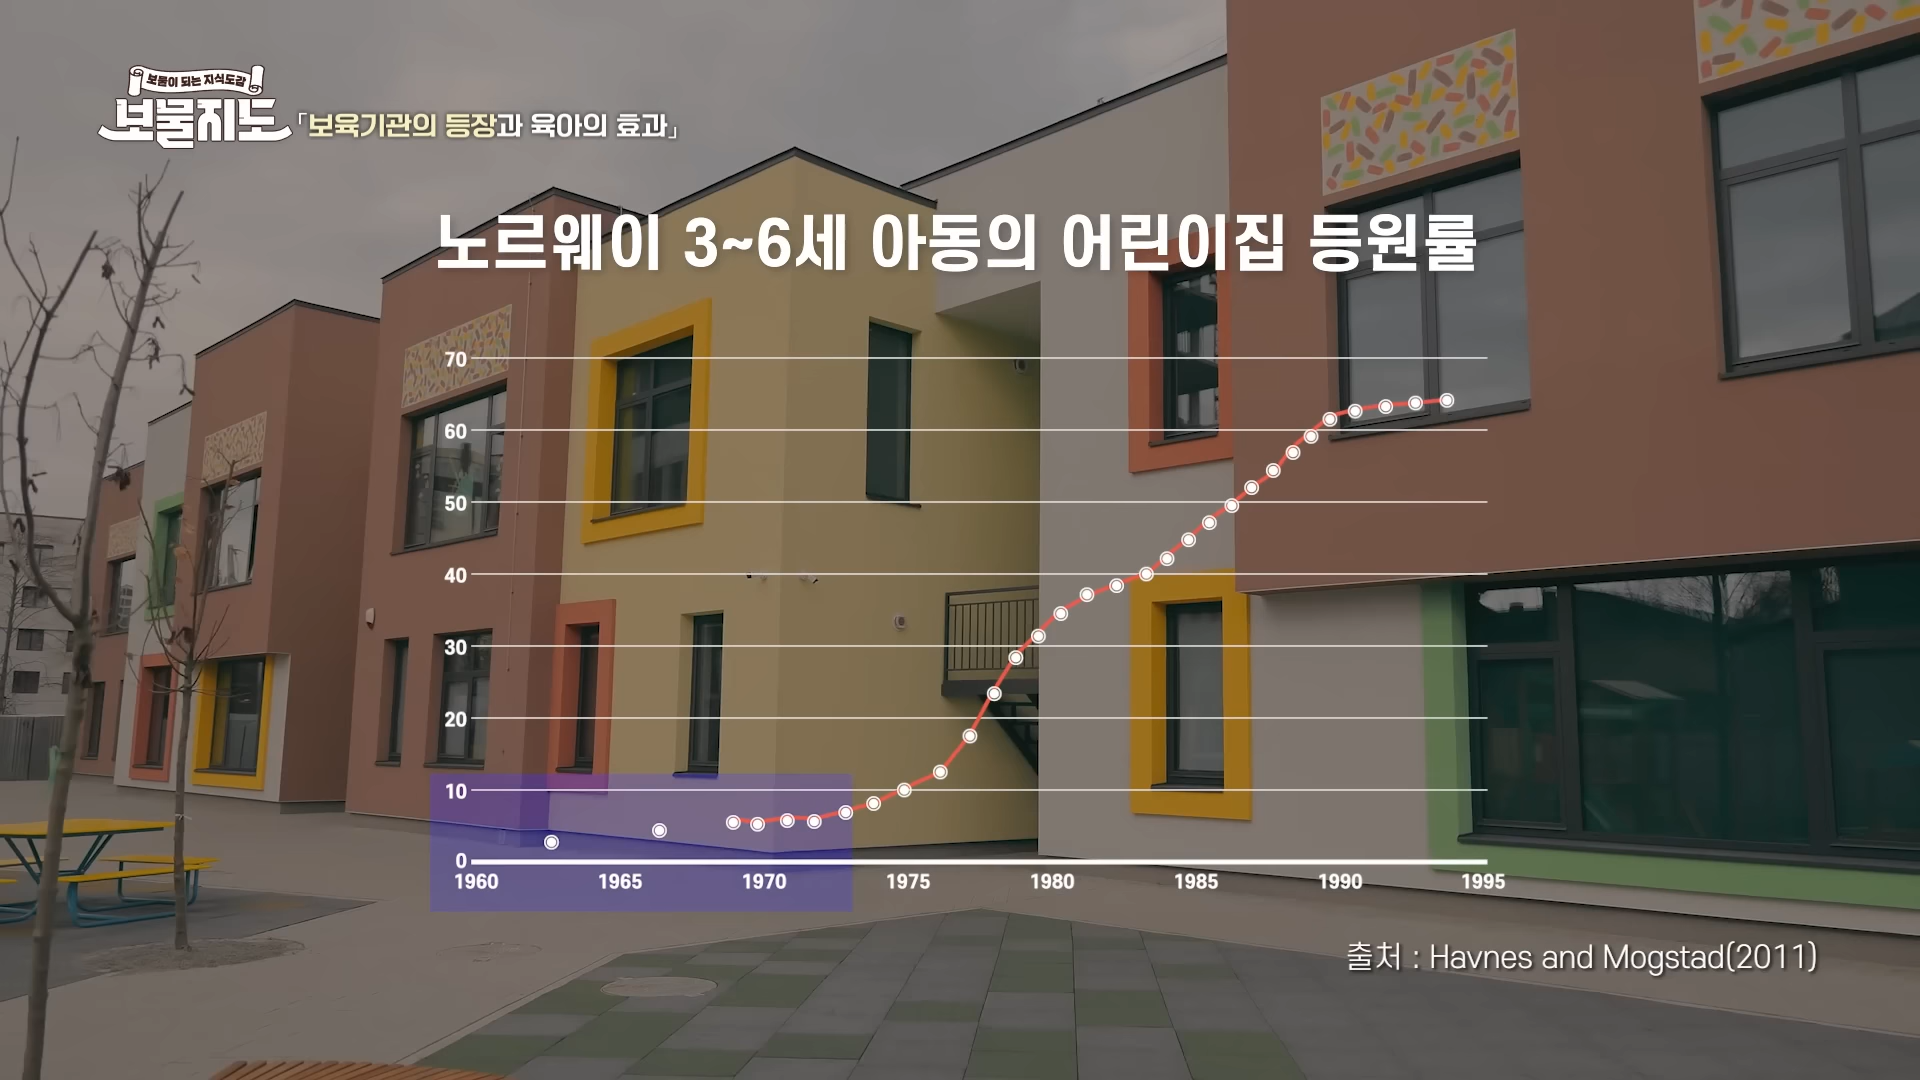 보물이 되는 지식도감
보물지도
「보육기관의 등장과 육아의 효과」
노르웨이 3~6세 아동의 어린이집 등원률
70
60
50
40
30
20
10
0
1960 1965 1970 1975 1980 1985 1990 1995
출처 : Havnes and Mogstad(2011)